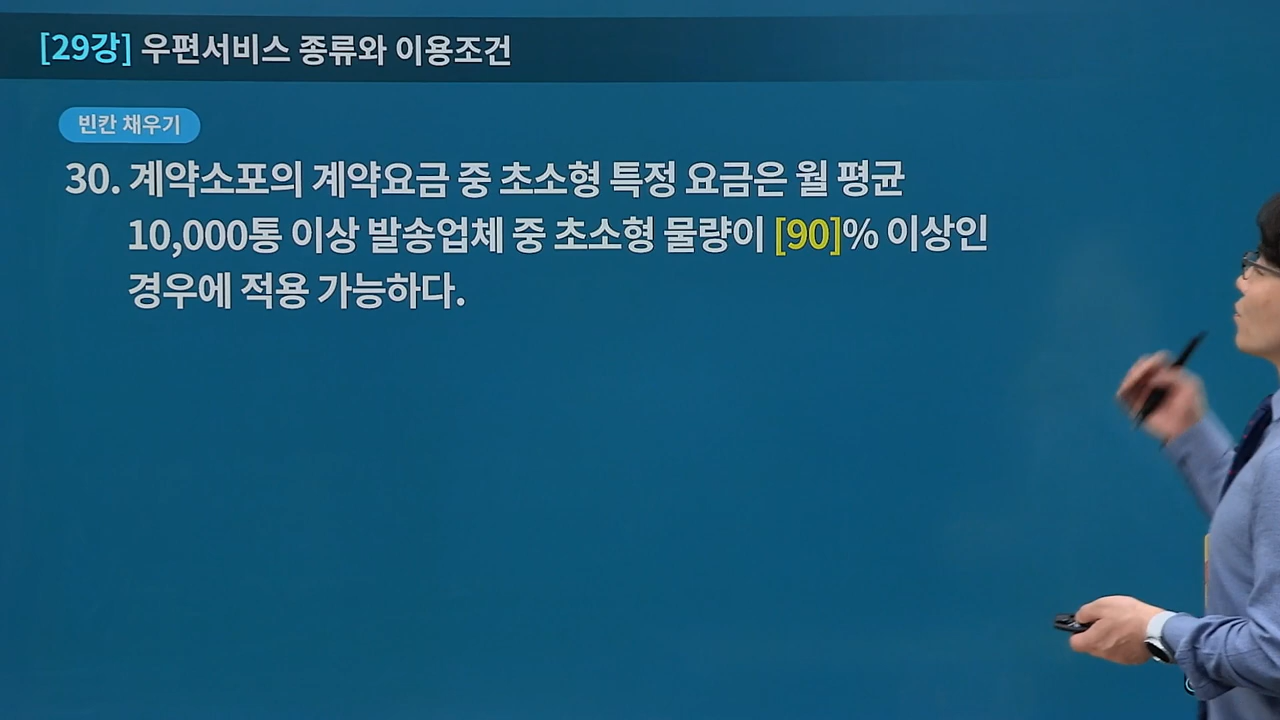 [29강] 우편서비스 종류와 이용조건
빈칸 채우기
30. 계약소포의 계약요금 중 초소형 특정 요금은 월 평균
10,000통 이상 발송업체 중 초소형 물량이 [90]% 이상인
경우에 적용 가능하다.